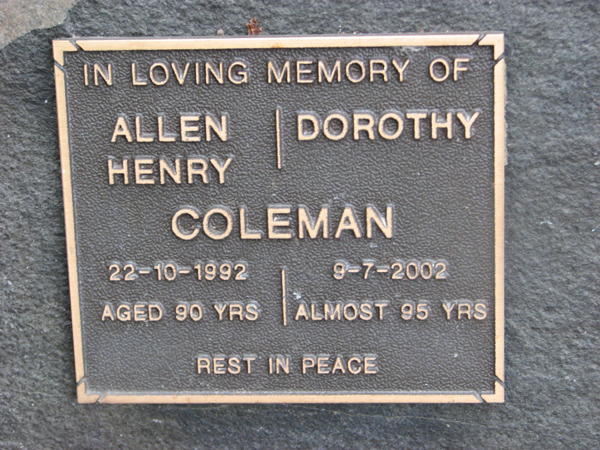 IN LOVING MEMORY OF
ALLEN HENRY | DOROTHY
COLEMAN
22-10-1992 | 9-7-2002
AGED 90 YRS | ALMOST 95 YRS
REST IN PEACE